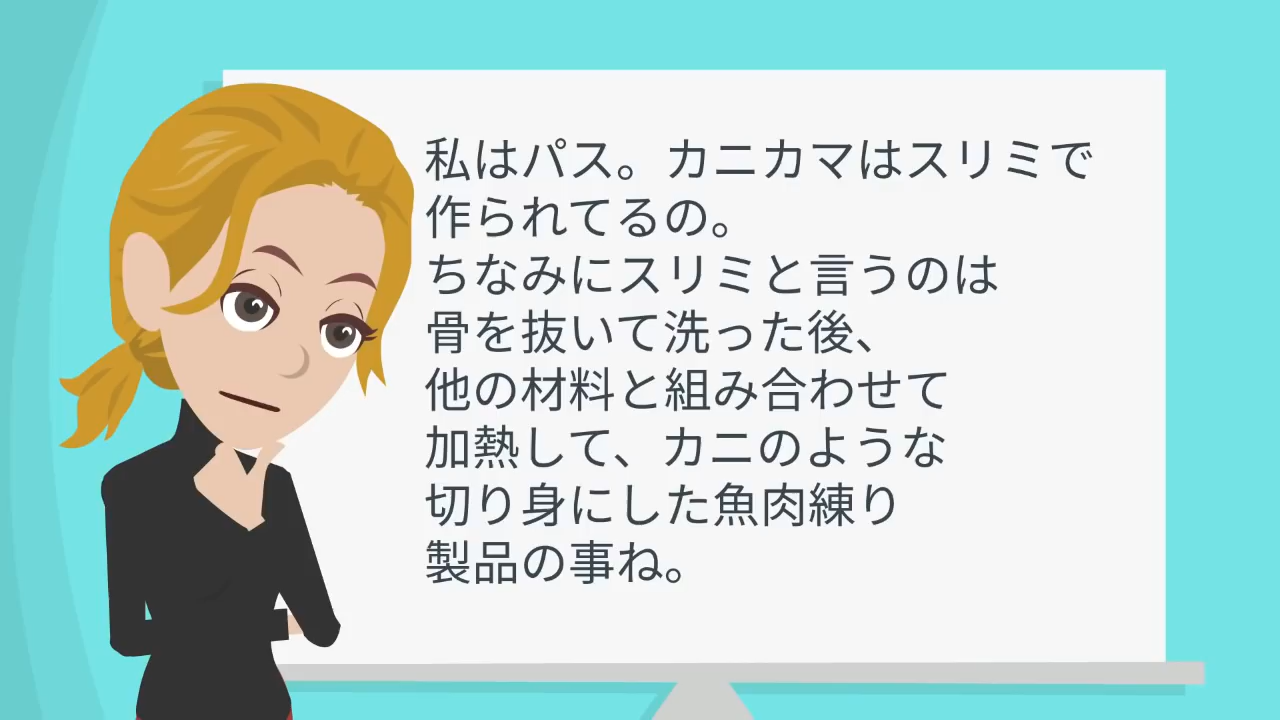 私はパス。カニカマはスリミで
作られてるの。
ちなみにスリミと言うのは
骨を抜いて洗った後、
他の材料と組み合わせて
加熱して、カニのような
切り身にした魚肉練り
製品の事ね。